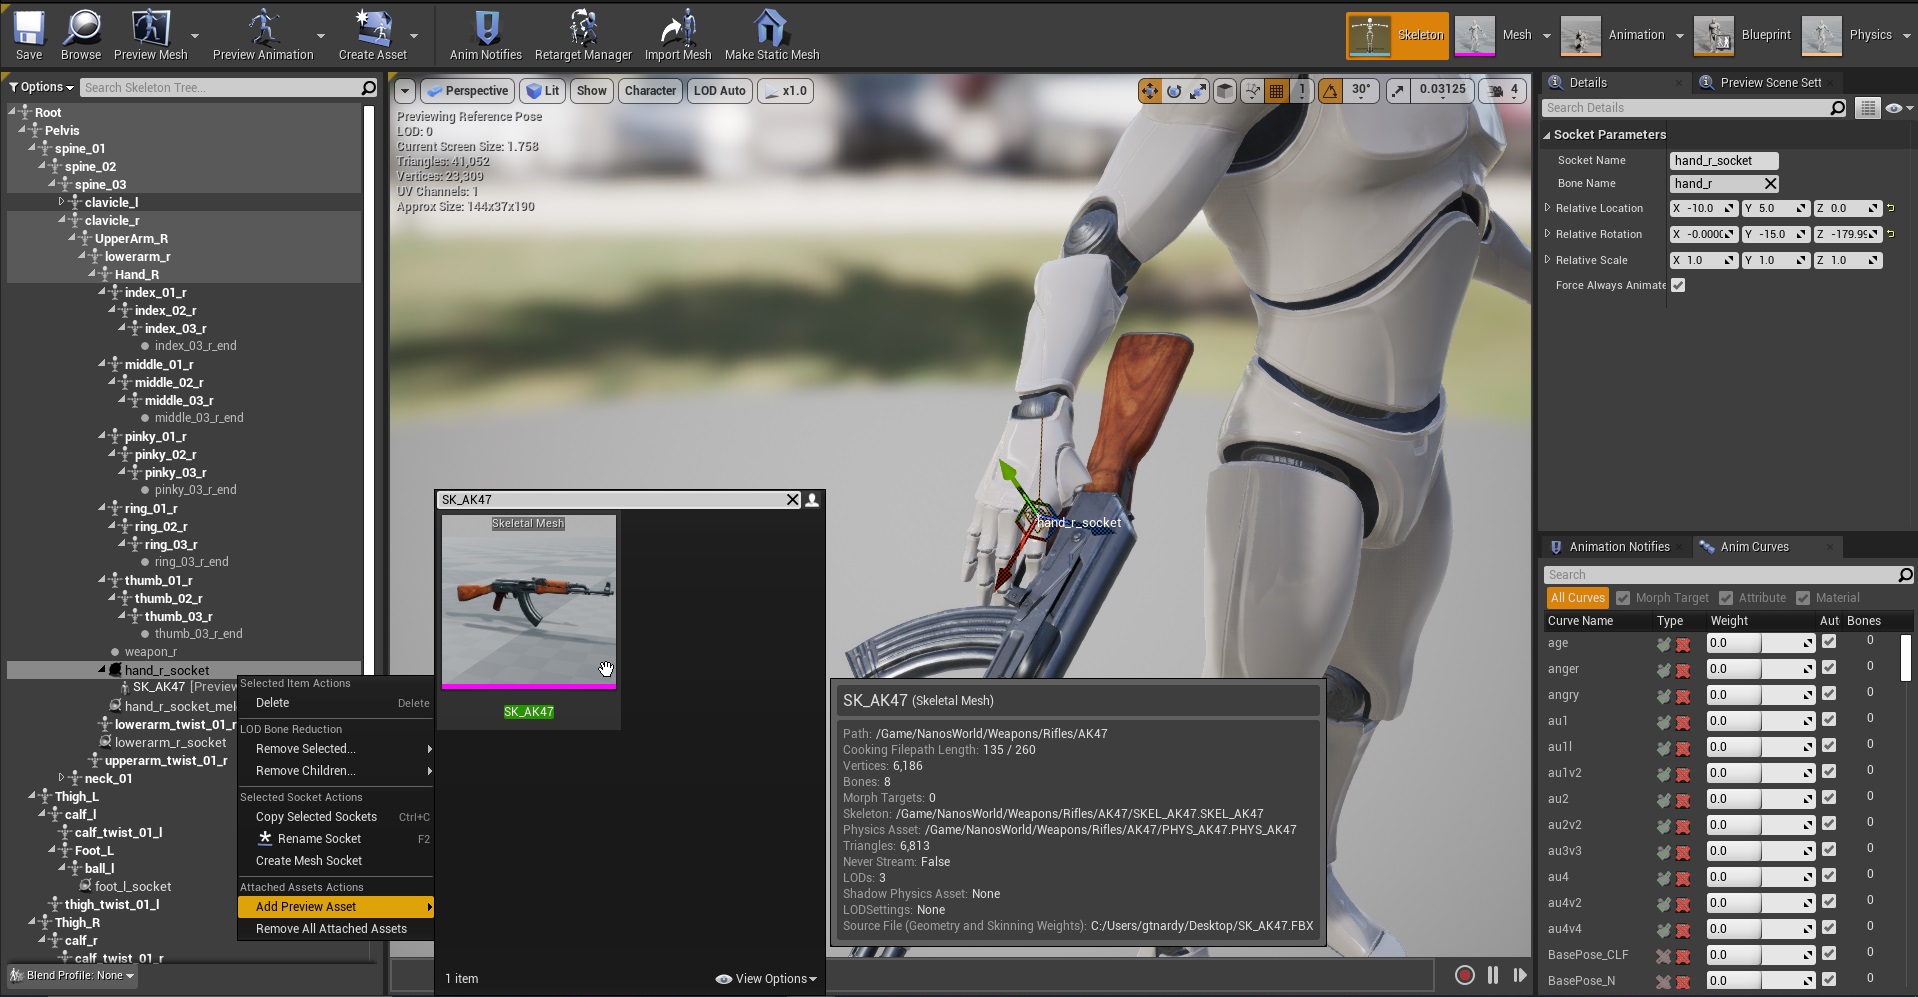 Save
Browse
Preview Mesh
Preview Animation
Create Asset
Anim Notifies
Retarget Manager
Import Mesh
Make Static Mesh
Skeleton
Mesh
Animation
Blueprint
Physics
Options
Search Skeleton Tree...
Root
Pelvis
spine_01
spine_02
spine_03
clavicle_l
clavicle_r
UpperArm_R
lowerarm_r
Hand_R
index_01_r
index_02_r
index_03_r
index_03_r_end
middle_01_r
middle_02_r
middle_03_r
middle_03_r_end
pinky_01_r
pinky_02_r
pinky_03_r
pinky_03_r_end
ring_01_r
ring_02_r
ring_03_r
ring_03_r_end
thumb_01_r
thumb_02_r
thumb_03_r
thumb_03_r_end
weapon_r
hand_r_socket
SK_AK47 [Preview
hand_r_socket_mel
lowerarm_twist_01_r
lowerarm_r_socket
upperarm_twist_01_r
neck_01
Thigh_L
calf_l
calf_twist_01_l
Foot_L
ball_l
foot_l_socket
thigh_twist_01_l
Thigh_R
calf_r
calf_twist_01_r
Blend Profile: None
Selected Item Actions
Delete Delete
LOD Bone Reduction
Remove Selected...
Remove Children...
Selected Socket Actions
Copy Selected Sockets Ctrl+C
Rename Socket F2
Create Mesh Socket
Attached Assets Actions
Add Preview Asset
Remove All Attached Assets
Perspective
Lit
Show
Character
LOD Auto
x1.0
1
30°
0.03125
4
Previewing Reference Pose
LOD: 0
Current Screen Size: 1.758
Triangles: 41,052
Vertices: 23,309
UV Channels: 1
Approx Size: 144x37x190
hand_r_socket
SK_AK47
Skeletal Mesh
SK_AK47
1 item
View Options
SK_AK47 (Skeletal Mesh)
Path: /Game/NanosWorld/Weapons/Rifles/AK47
Cooking Filepath Length: 135 / 260
Vertices: 6,186
Bones: 8
Morph Targets: 0
Skeleton: /Game/NanosWorld/Weapons/Rifles/AK47/SKEL_AK47.SKEL_AK47
Physics Asset: /Game/NanosWorld/Weapons/Rifles/AK47/PHYS_AK47.PHYS_AK47
Triangles: 6,813
Never Stream: False
LODs: 3
Shadow Physics Asset: None
LODSettings: None
Source File (Geometry and Skinning Weights): C:/Users/gtnardy/Desktop/SK_AK47.FBX
Details
Preview Scene Sett
Search Details
Socket Parameters
Socket Name hand_r_socket
Bone Name hand_r
Relative Location X -10.0 Y 5.0 Z 0.0
Relative Rotation X -0.0000 Y -15.0 Z -179.99
Relative Scale X 1.0 Y 1.0 Z 1.0
Force Always Animate
Animation Notifies
Anim Curves
Search
All Curves Morph Target Attribute Material
Curve Name Type Weight Aut Bones
age 0.0 0
anger 0.0 0
angry 0.0 0
au1 0.0 0
au1l 0.0 0
au1v2 0.0 0
au2 0.0 0
au2v2 0.0 0
au3v3 0.0 0
au4 0.0 0
au4v2 0.0 0
au4v4 0.0 0
BasePose_CLF 0.0 0
BasePose_N 0.0 0